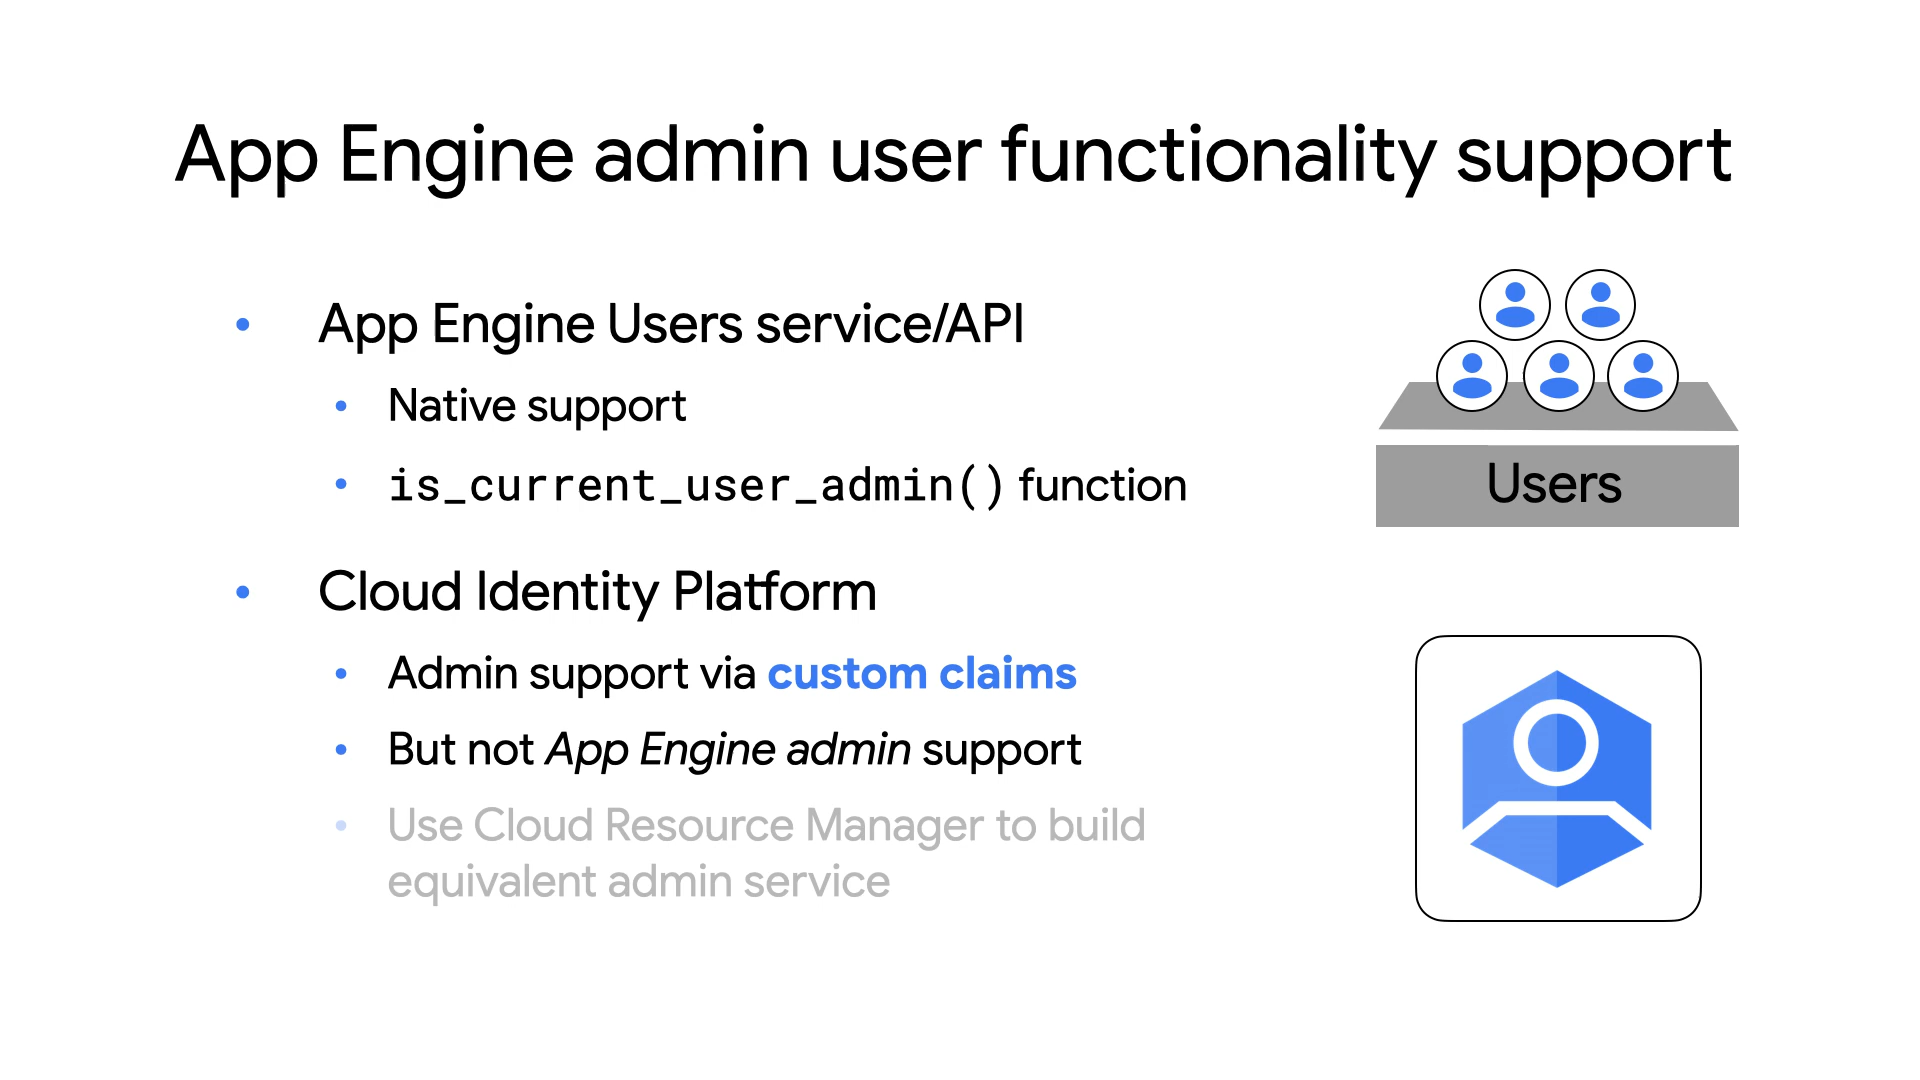 App Engine admin user functionality support
• App Engine Users service/API
• Native support
• is_current_user_admin() function
Users
• Cloud Identity Platform
• Admin support via custom claims
• But not App Engine admin support
• Use Cloud Resource Manager to build
equivalent admin service